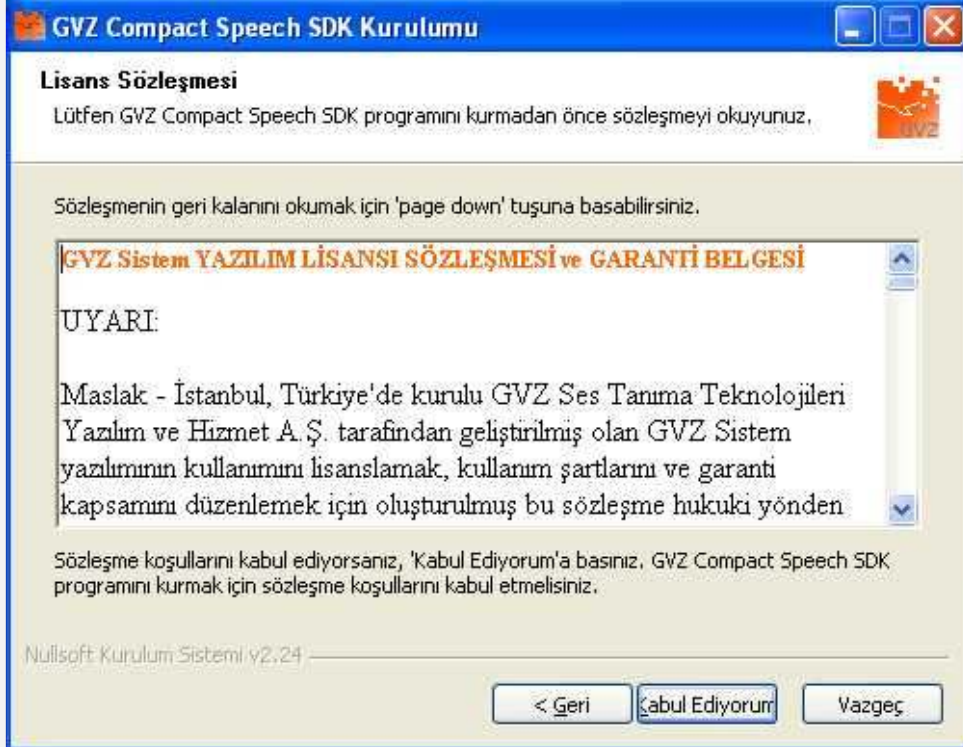 GVZ Compact Speech SDK Kurulumu
Lisans Sözleşmesi
Lütfen GVZ Compact Speech SDK programını kurmadan önce sözleşmeyi okuyunuz.
GVZ
Sözleşmenin geri kalanını okumak için 'page down' tuşuna basabilirsiniz.
GVZ Sistem YAZILIM LİSANSI SÖZLEŞMESİ ve GARANTİ BELGESİ
UYARI:
Maslak - İstanbul, Türkiye'de kurulu GVZ Ses Tanıma Teknolojileri
Yazılım ve Hizmet A.Ş. tarafından geliştirilmiş olan GVZ Sistem
yazılımının kullanımını lisanslamak, kullanım şartlarını ve garanti
kapsamını düzenlemek için oluşturulmuş bu sözleşme hukuki yönden
Sözleşme koşullarını kabul ediyorsanız, 'Kabul Ediyorum'a basınız. GVZ Compact Speech SDK
programını kurmak için sözleşme koşullarını kabul etmelisiniz.
Nullsoft Kurulum Sistemi v2.24
< Geri
Kabul Ediyorum
Vazgeç